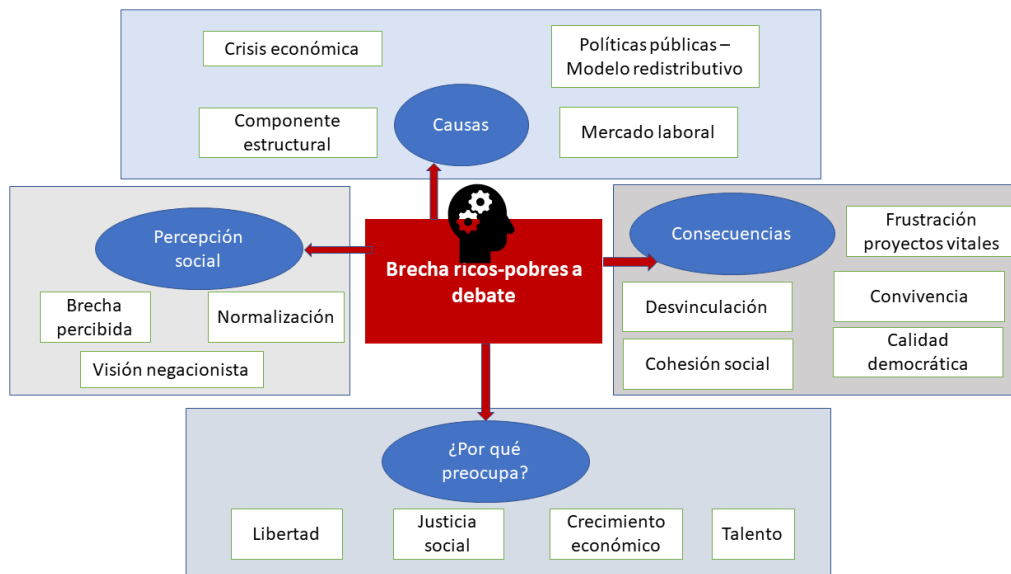 Crisis económica
Políticas públicas –
Modelo redistributivo
Componente
estructural
Causas
Mercado laboral
Percepción
social
Brecha
percibida
Normalización
Visión negacionista
Brecha ricos-pobres a
debate
Consecuencias
Frustración
proyectos vitales
Desvinculación
Convivencia
Cohesión social
Calidad
democrática
¿Por qué
preocupa?
Libertad
Justicia
social
Crecimiento
económico
Talento